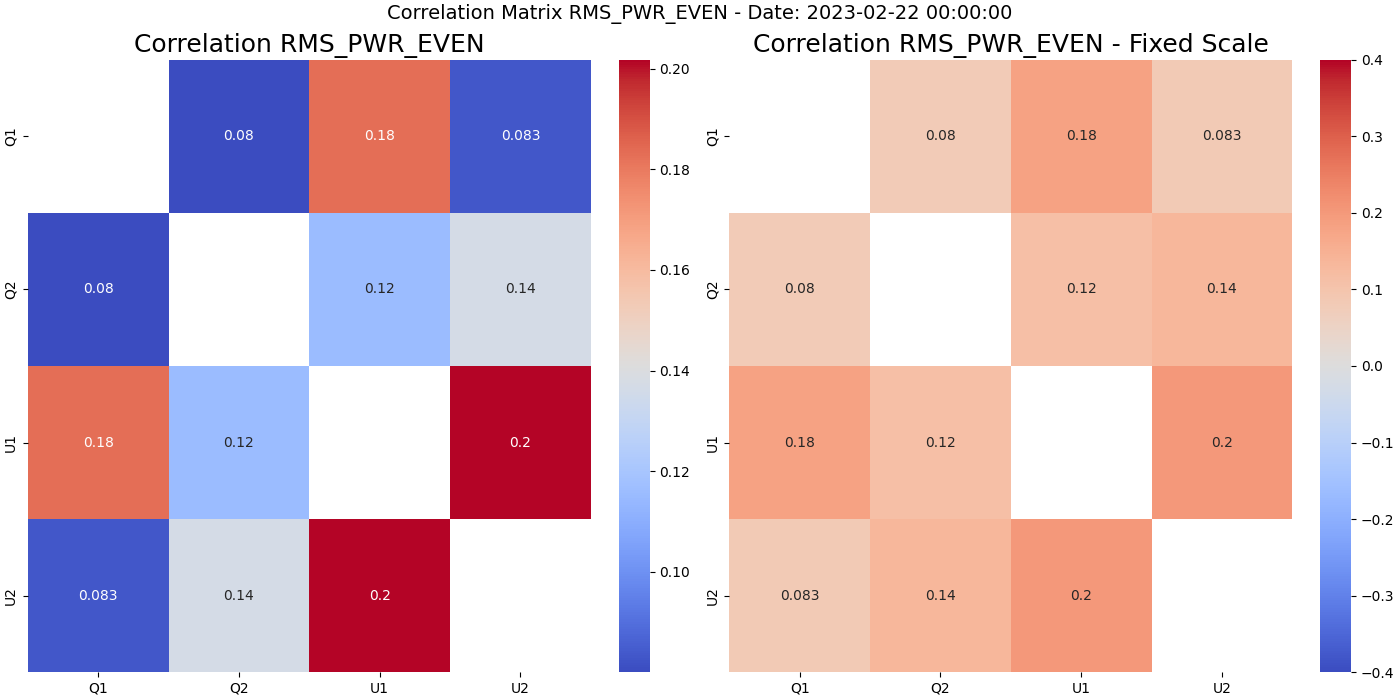 Correlation Matrix RMS_PWR_EVEN - Date: 2023-02-22 00:00:00
Correlation RMS_PWR_EVEN
Q1
0.08
0.18
0.083
Q2
0.08
0.12
0.14
U1
0.18
0.12
0.2
U2
0.083
0.14
0.2
Q1
Q2
U1
U2
0.20
0.18
0.16
0.14
0.12
0.10
Correlation RMS_PWR_EVEN - Fixed Scale
Q1
0.08
0.18
0.083
Q2
0.08
0.12
0.14
U1
0.18
0.12
0.2
U2
0.083
0.14
0.2
Q1
Q2
U1
U2
0.4
0.3
0.2
0.1
0.0
−0.1
−0.2
−0.3
−0.4